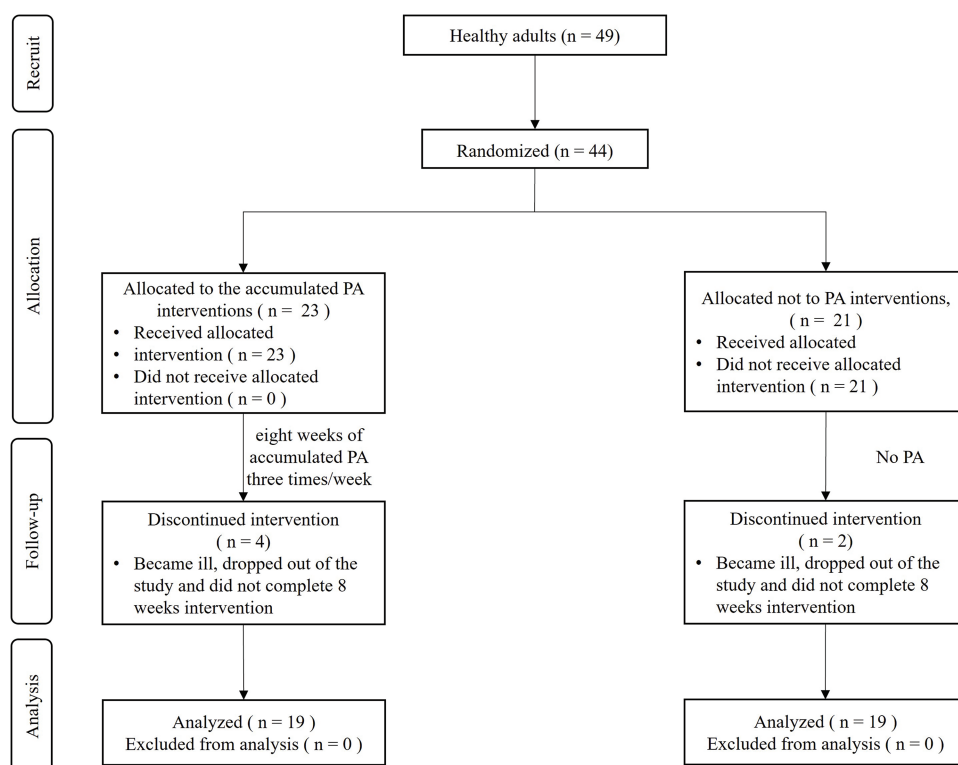 Recruit
Healthy adults (n = 49)
Allocation
Randomized (n = 44)
Allocated to the accumulated PA
interventions ( n = 23 )
• Received allocated
• intervention ( n = 23 )
• Did not receive allocated
intervention ( n = 0 )
Allocated not to PA interventions,
( n = 21 )
• Received allocated
• Did not receive allocated
intervention ( n = 21 )
eight weeks of
accumulated PA
three times/week
No PA
Follow-up
Discontinued intervention
( n = 4)
• Became ill, dropped out of the
study and did not complete 8
weeks intervention
Discontinued intervention
( n = 2)
• Became ill, dropped out of the
study and did not complete 8
weeks intervention
Analysis
Analyzed ( n = 19 )
Excluded from analysis ( n = 0 )
Analyzed ( n = 19 )
Excluded from analysis ( n = 0 )